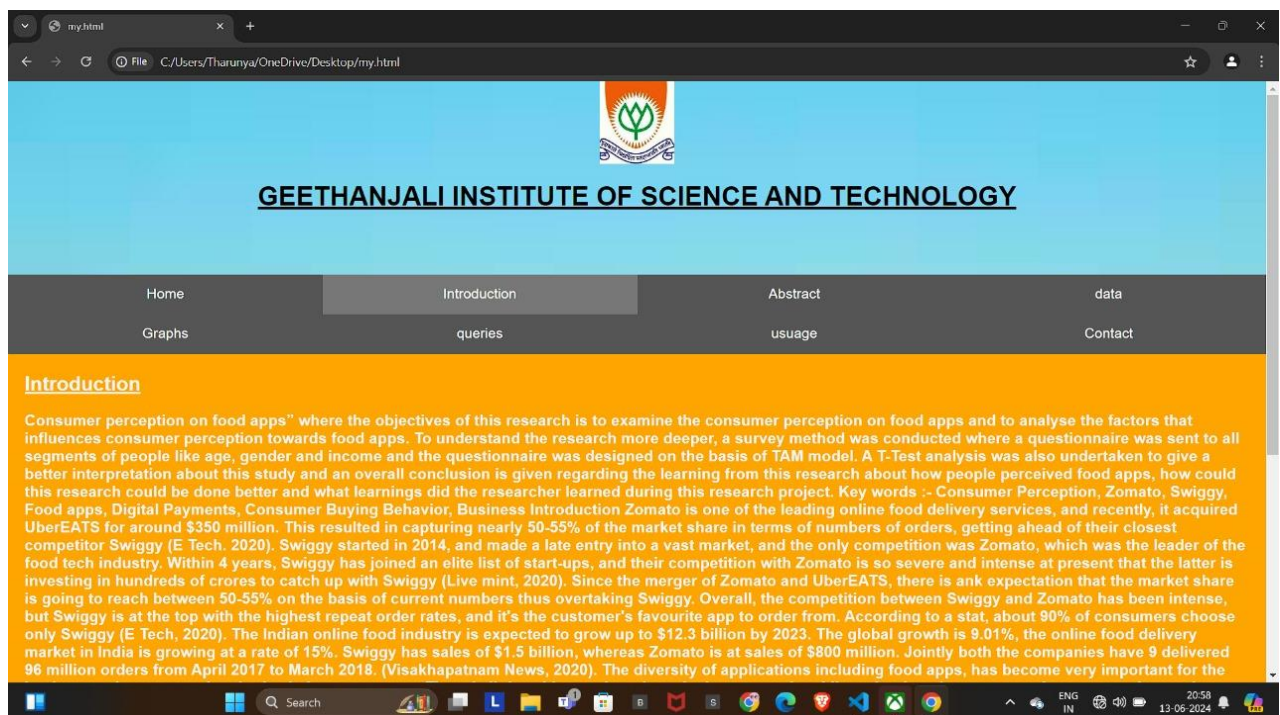 my.html
File C:/Users/Tharunya/OneDrive/Desktop/my.html
GEETHANJALI INSTITUTE OF SCIENCE AND TECHNOLOGY
Home Introduction Abstract data
Graphs queries usuage Contact
Introduction
Consumer perception on food apps” where the objectives of this research is to examine the consumer perception on food apps and to analyse the factors that
influences consumer perception towards food apps. To understand the research more deeper, a survey method was conducted where a questionnaire was sent to all
segments of people like age, gender and income and the questionnaire was designed on the basis of TAM model. A T-Test analysis was also undertaken to give a
better interpretation about this study and an overall conclusion is given regarding the learning from this research about how people perceived food apps, how could
this research could be done better and what learnings did the researcher learned during this research project. Key words :- Consumer Perception, Zomato, Swiggy,
Food apps, Digital Payments, Consumer Buying Behavior, Business Introduction Zomato is one of the leading online food delivery services, and recently, it acquired
UberEATS for around $350 million. This resulted in capturing nearly 50-55% of the market share in terms of numbers of orders, getting ahead of their closest
competitor Swiggy (E Tech. 2020). Swiggy started in 2014, and made a late entry into a vast market, and the only competition was Zomato, which was the leader of the
food tech industry. Within 4 years, Swiggy has joined an elite list of start-ups, and their competition with Zomato is so severe and intense at present that the latter is
investing in hundreds of crores to catch up with Swiggy (Live mint, 2020). Since the merger of Zomato and UberEATS, there is ank expectation that the market share
is going to reach between 50-55% on the basis of current numbers thus overtaking Swiggy. Overall, the competition between Swiggy and Zomato has been intense,
but Swiggy is at the top with the highest repeat order rates, and it's the customer's favourite app to order from. According to a stat, about 90% of consumers choose
only Swiggy (E Tech, 2020). The Indian online food industry is expected to grow up to $12.3 billion by 2023. The global growth is 9.01%, the online food delivery
market in India is growing at a rate of 15%. Swiggy has sales of $1.5 billion, whereas Zomato is at sales of $800 million. Jointly both the companies have 9 delivered
96 million orders from April 2017 to March 2018. (Visakhapatnam News, 2020). The diversity of applications including food apps, has become very important for the
Search
ENG
IN
20:58
13-06-2024